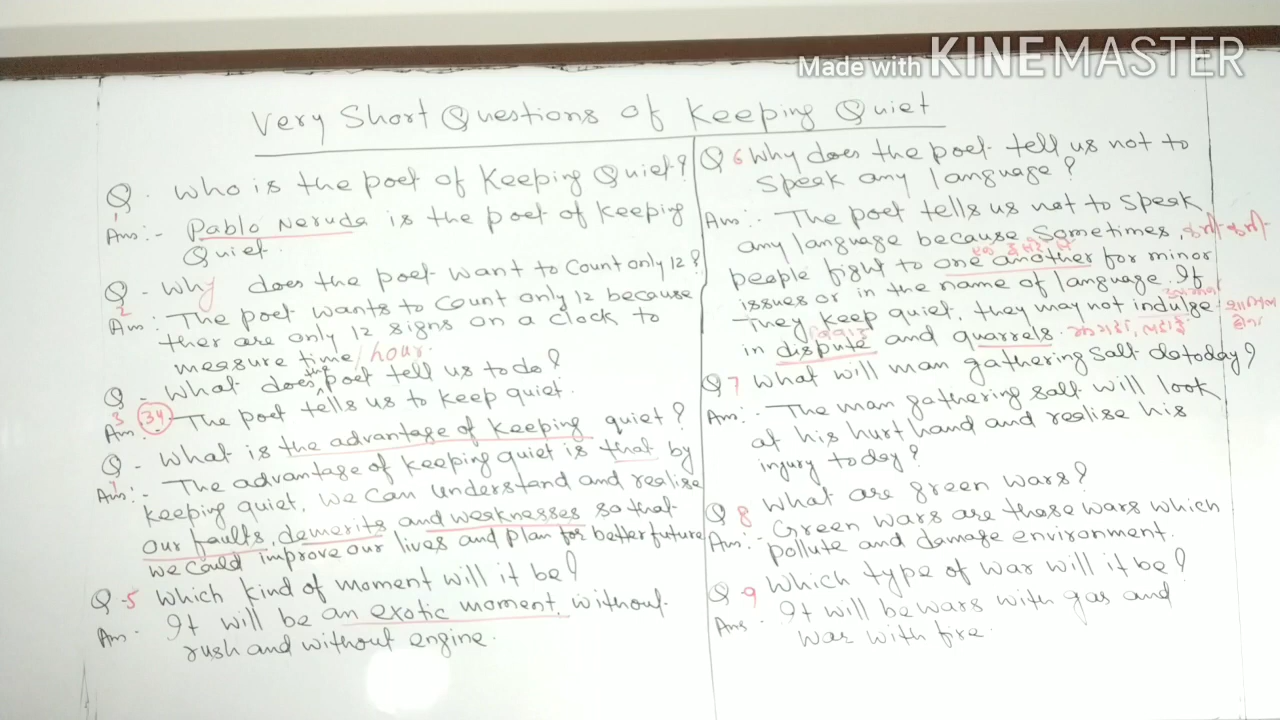 Made with KINEMASTER
Very Short Questions of Keeping Quiet
Q 1. Who is the poet of Keeping Quiet?
Ans:- Pablo Neruda is the poet of Keeping
Quiet.
Q-2 Why does the poet want to count only 12?
Ans: The poet wants to count only 12 because
ther are only 12 signs on a clock to
measure time/hour.
Q-3 What does the poet tell us to do?
Ans:- 34 The poet tells us to keep quiet.
Q- What is the advantage of keeping quiet?
Ans:- The advantage of keeping quiet is that by
keeping quiet, we can understand and realise
our faults, demerits and weaknesses so that
we could improve our lives and plan for better future
Q-5 Which kind of moment will it be?
Ans- It will be an exotic moment, without
rush and without engine.
Q 6 Why does the poet tell us not to
speak any language?
Ans:- The poet tells us not to speak
any language because sometimes,
people fight to one another for minor
issues or in the name of language. If
they keep quiet, they may not indulge
in dispute and quarrels.
Q 7 What will man gathering salt do today?
Ans:- The man gathering salt will look
at his hurt hand and realise his
injury today?
Q 8 What are green wars?
Ans:- Green wars are those wars which
pollute and damage environment.
Q-9 Which type of war will it be?
Ans- It will be wars with gas and
war with fire.